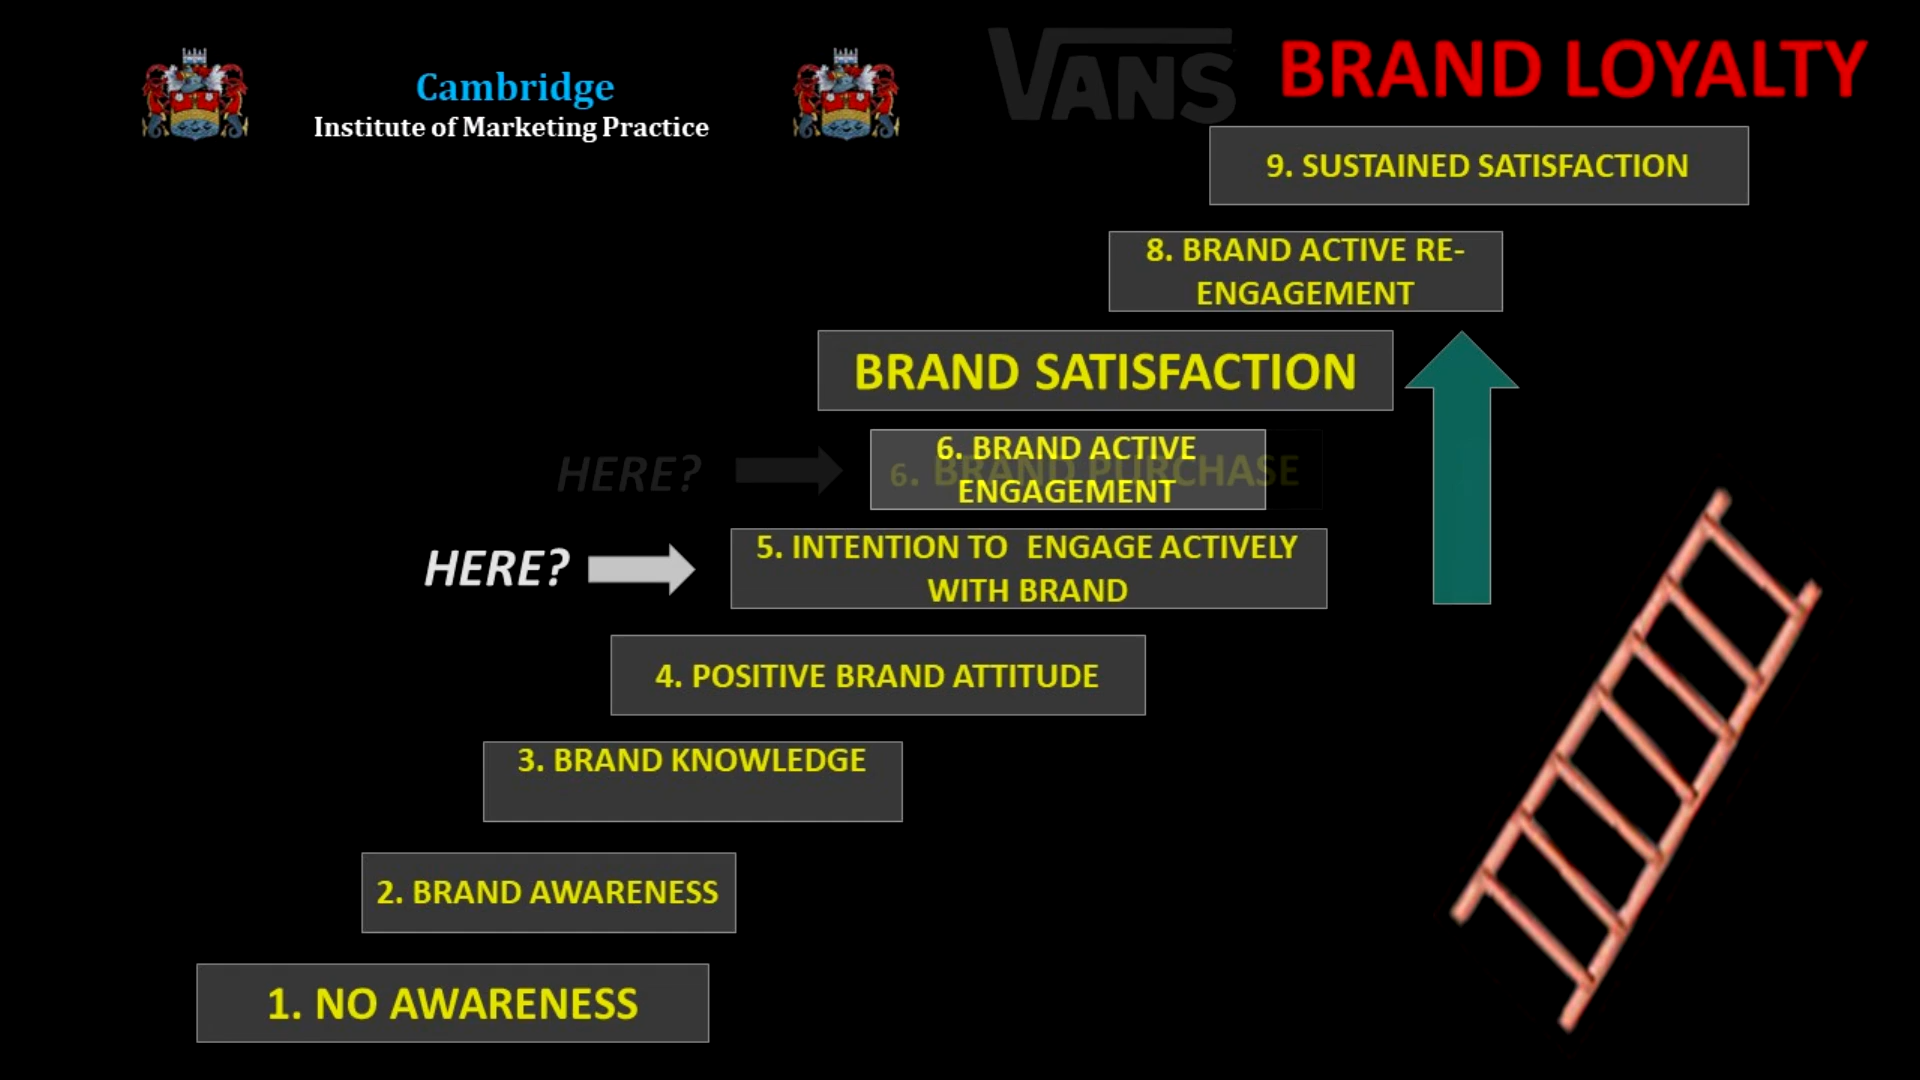 Cambridge
Institute of Marketing Practice
VANS
BRAND LOYALTY
9. SUSTAINED SATISFACTION
8. BRAND ACTIVE RE-
ENGAGEMENT
BRAND SATISFACTION
HERE?
6. BRAND ACTIVE
ENGAGEMENT
6. BRAND PURCHASE
HERE?
5. INTENTION TO  ENGAGE ACTIVELY
WITH BRAND
4. POSITIVE BRAND ATTITUDE
3. BRAND KNOWLEDGE
2. BRAND AWARENESS
1. NO AWARENESS